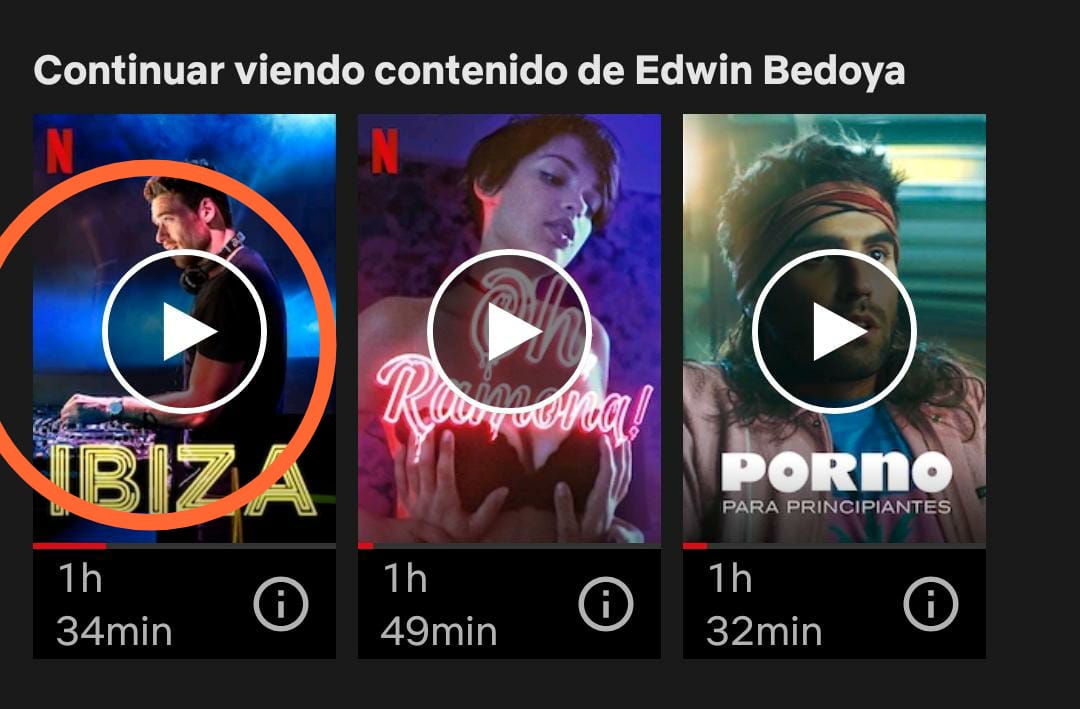 Continuar viendo contenido de Edwin Bedoya
N
IBIZA
N
Oh
Ramona!
PORNO
PARA PRINCIPIANTES
1h
34min
1h
49min
1h
32min